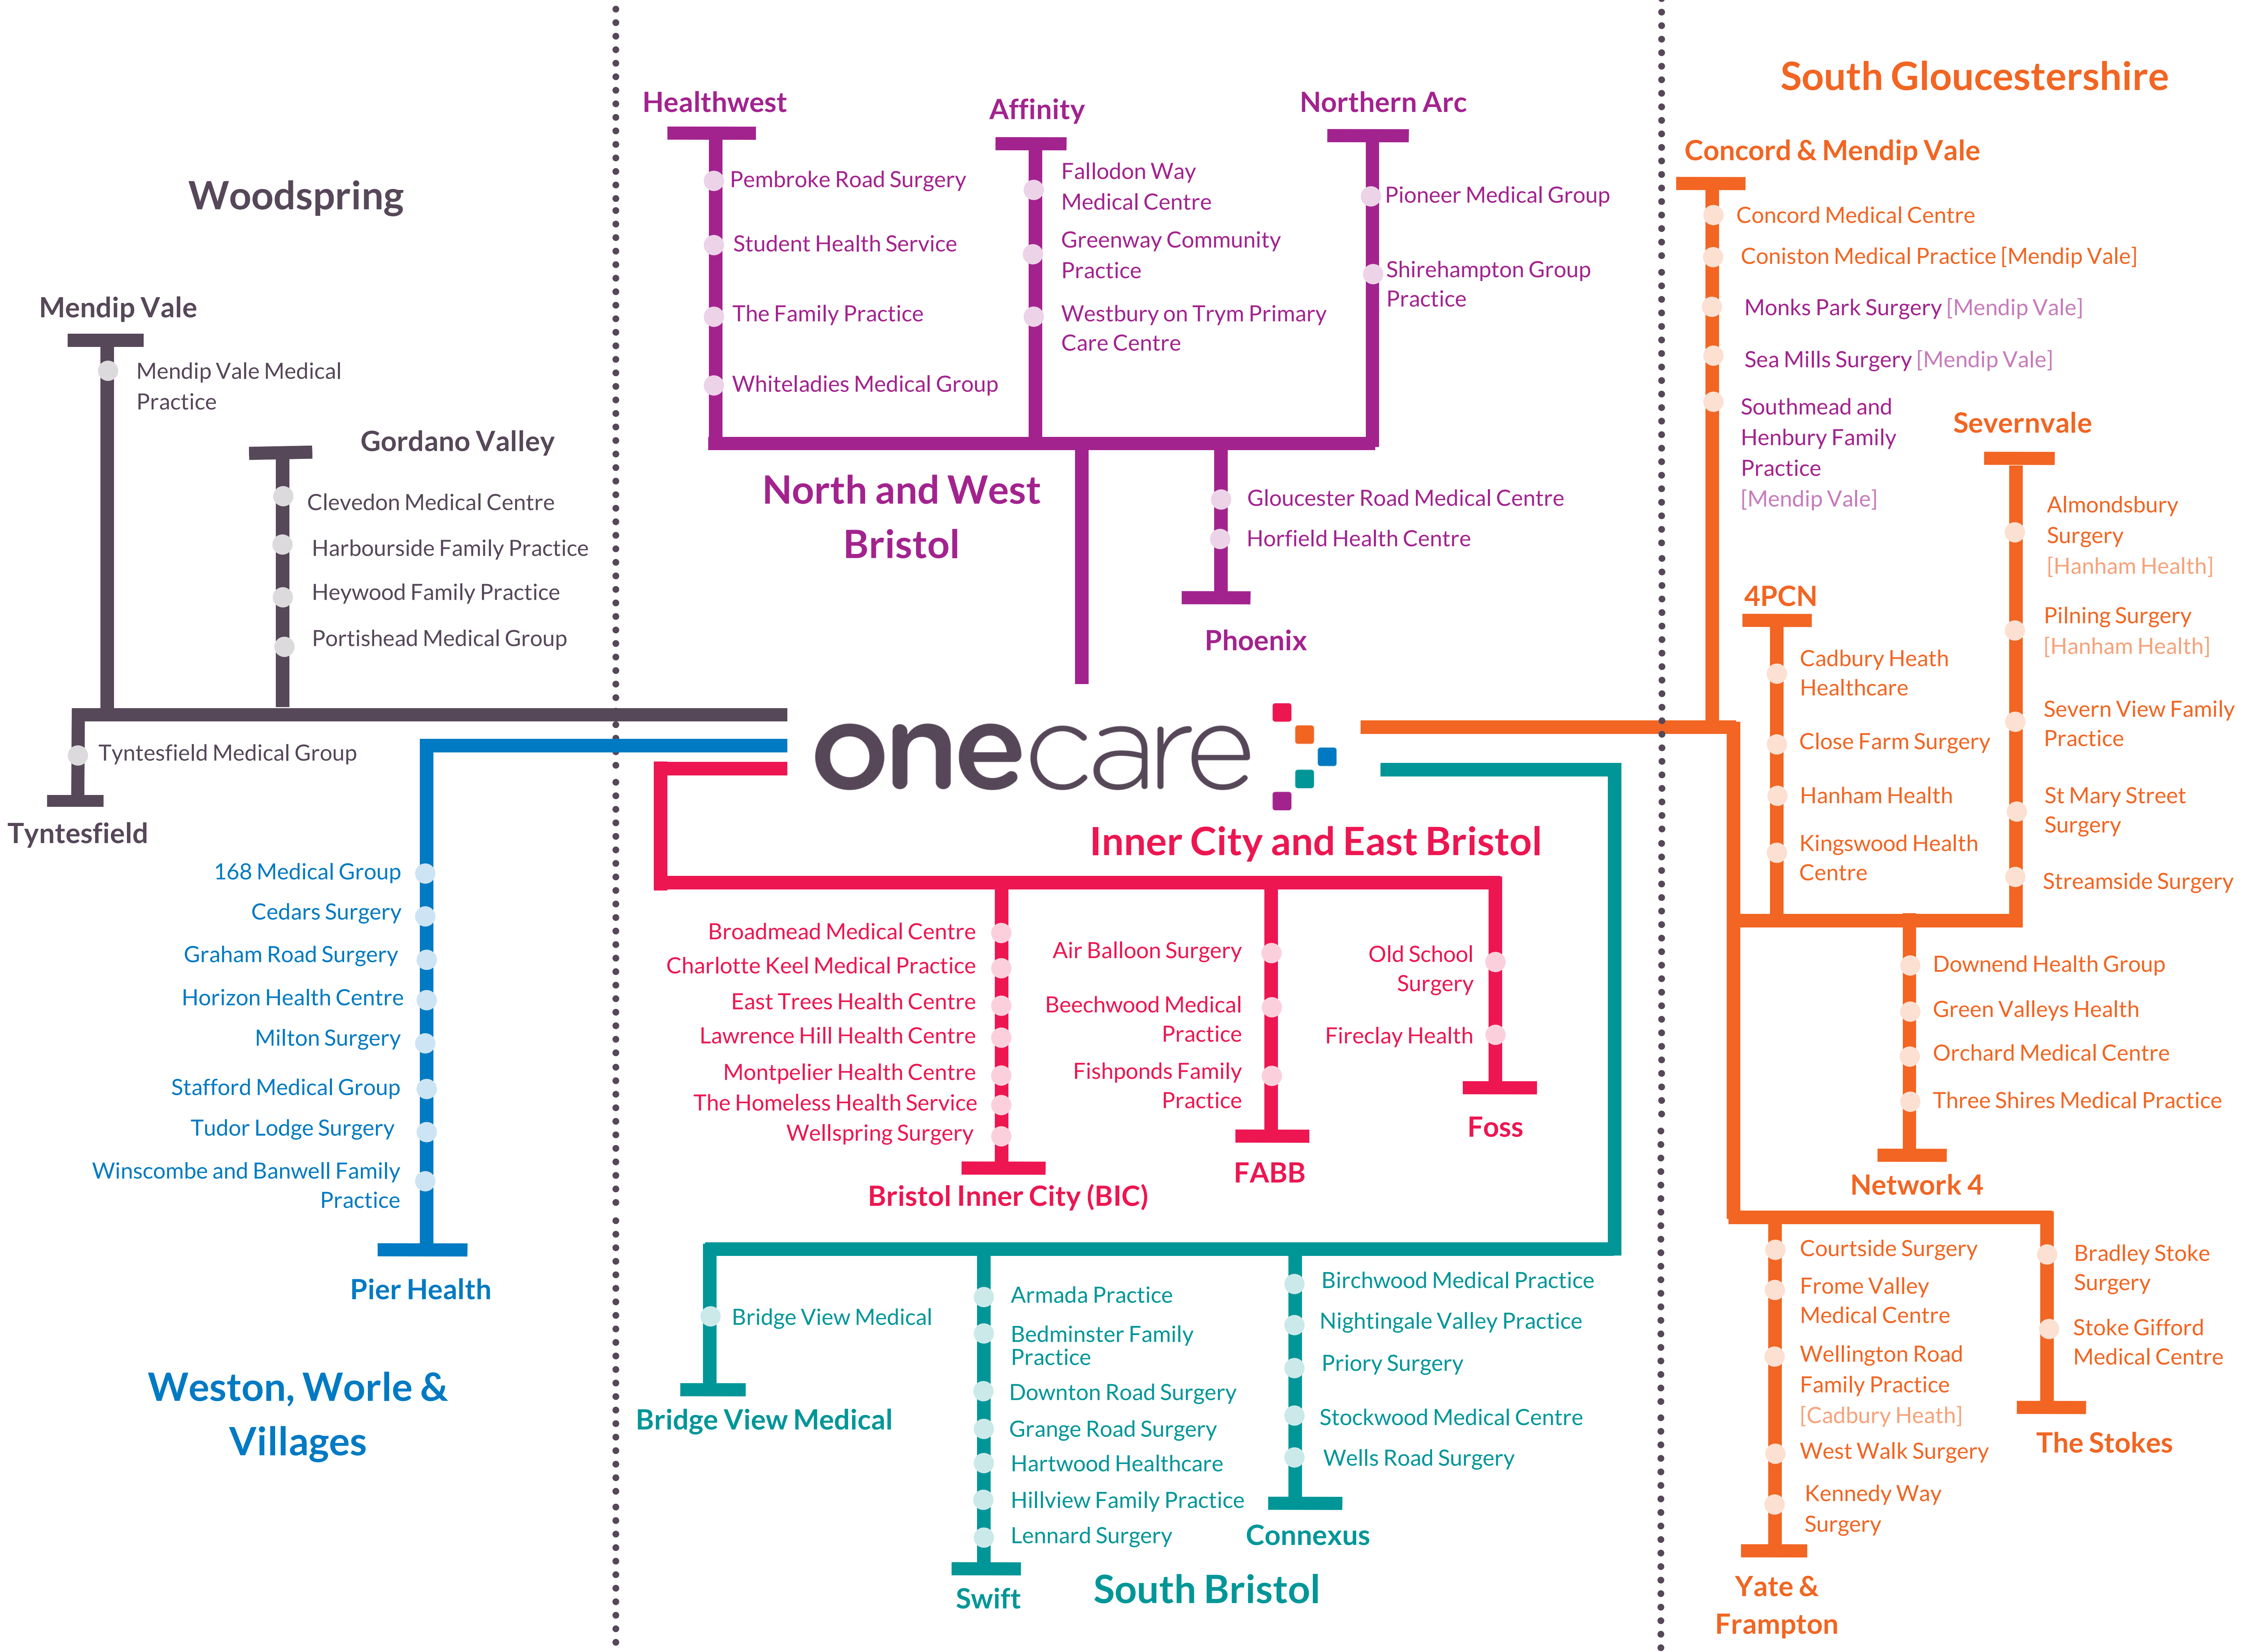 Woodspring
Mendip Vale
Mendip Vale Medical
Practice
Gordano Valley
Clevedon Medical Centre
Harbourside Family Practice
Heywood Family Practice
Portishead Medical Group
Tyntesfield Medical Group
Tyntesfield
168 Medical Group
Cedars Surgery
Graham Road Surgery
Horizon Health Centre
Milton Surgery
Stafford Medical Group
Tudor Lodge Surgery
Winscombe and Banwell Family
Practice
Pier Health
Weston, Worle &
Villages
Healthwest
Pembroke Road Surgery
Student Health Service
The Family Practice
Whiteladies Medical Group
Affinity
Fallodon Way
Medical Centre
Greenway Community
Practice
Westbury on Trym Primary
Care Centre
Northern Arc
Pioneer Medical Group
Shirehampton Group
Practice
North and West
Bristol
Gloucester Road Medical Centre
Horfield Health Centre
Phoenix
onecare
Inner City and East Bristol
Broadmead Medical Centre
Charlotte Keel Medical Practice
East Trees Health Centre
Lawrence Hill Health Centre
Montpelier Health Centre
The Homeless Health Service
Wellspring Surgery
Bristol Inner City (BIC)
Air Balloon Surgery
Beechwood Medical
Practice
Fishponds Family
Practice
FABB
Old School
Surgery
Fireclay Health
Foss
Bridge View Medical
Bridge View Medical
Armada Practice
Bedminster Family
Practice
Downton Road Surgery
Grange Road Surgery
Hartwood Healthcare
Hillview Family Practice
Lennard Surgery
Swift
Birchwood Medical Practice
Nightingale Valley Practice
Priory Surgery
Stockwood Medical Centre
Wells Road Surgery
Connexus
South Bristol
South Gloucestershire
Concord & Mendip Vale
Concord Medical Centre
Coniston Medical Practice [Mendip Vale]
Monks Park Surgery [Mendip Vale]
Sea Mills Surgery [Mendip Vale]
Southmead and
Henbury Family
Practice
[Mendip Vale]
Severnvale
Almondsbury
Surgery
[Hanham Health]
Pilning Surgery
[Hanham Health]
Severn View Family
Practice
St Mary Street
Surgery
Streamside Surgery
4PCN
Cadbury Heath
Healthcare
Close Farm Surgery
Hanham Health
Kingswood Health
Centre
Downend Health Group
Green Valleys Health
Orchard Medical Centre
Three Shires Medical Practice
Network 4
Courtside Surgery
Frome Valley
Medical Centre
Wellington Road
Family Practice
[Cadbury Heath]
West Walk Surgery
Kennedy Way
Surgery
Yate &
Frampton
Bradley Stoke
Surgery
Stoke Gifford
Medical Centre
The Stokes